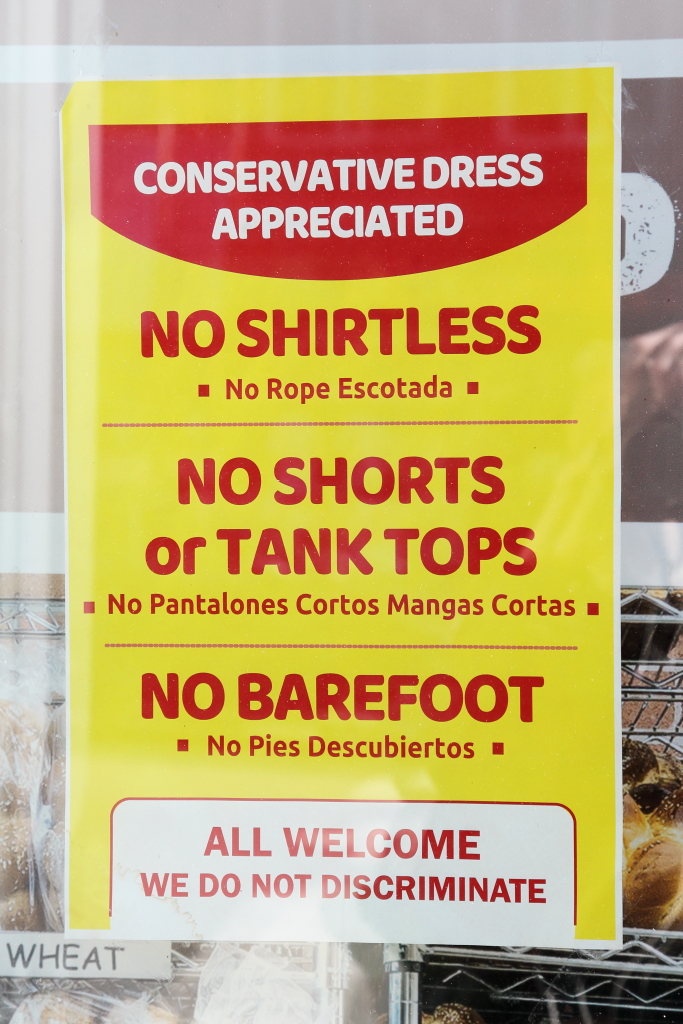 CONSERVATIVE DRESS
APPRECIATED
NO SHIRTLESS
▪ No Rope Escotada ▪
NO SHORTS
or TANK TOPS
▪ No Pantalones Cortos Mangas Cortas ▪
NO BAREFOOT
▪ No Pies Descubiertos ▪
ALL WELCOME
WE DO NOT DISCRIMINATE
WHEAT